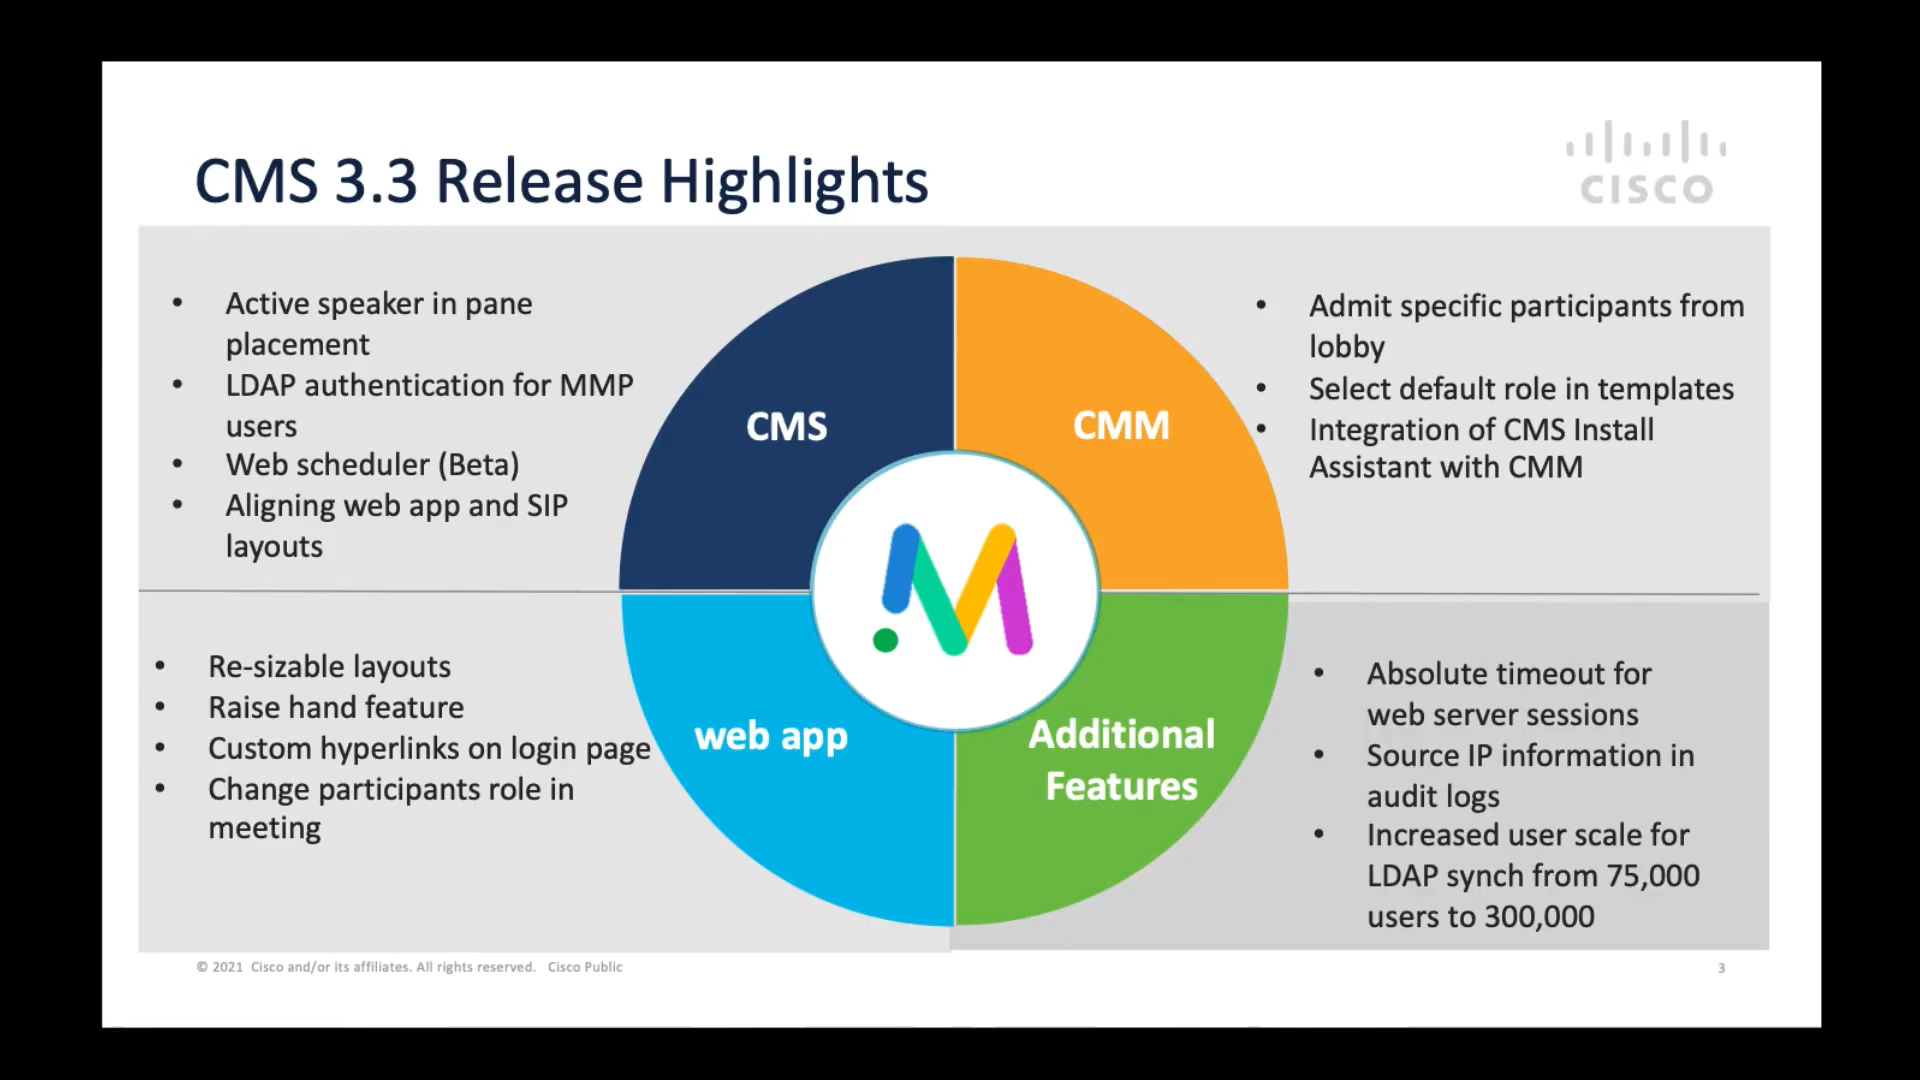 CMS 3.3 Release Highlights
CISCO
• Active speaker in pane
placement
• LDAP authentication for MMP
users
• Web scheduler (Beta)
• Aligning web app and SIP
layouts
CMS
CMM
• Admit specific participants from
lobby
• Select default role in templates
• Integration of CMS Install
Assistant with CMM
• Re-sizable layouts
• Raise hand feature
• Custom hyperlinks on login page
• Change participants role in
meeting
web app
Additional
Features
• Absolute timeout for
web server sessions
• Source IP information in
audit logs
• Increased user scale for
LDAP synch from 75,000
users to 300,000
© 2021 Cisco and/or its affiliates. All rights reserved. Cisco Public
3